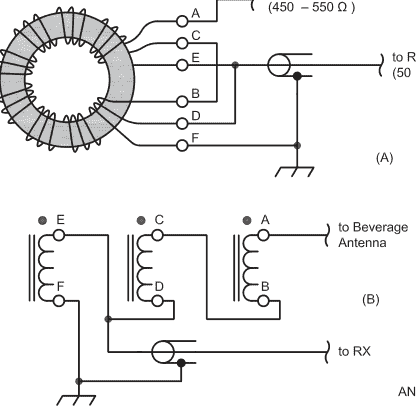 (450 – 550 Ω )
A
C
E
to R
(50
B
D
F
(A)
E
C
A
to Beverage
Antenna
F
D
B
(B)
to RX
AN